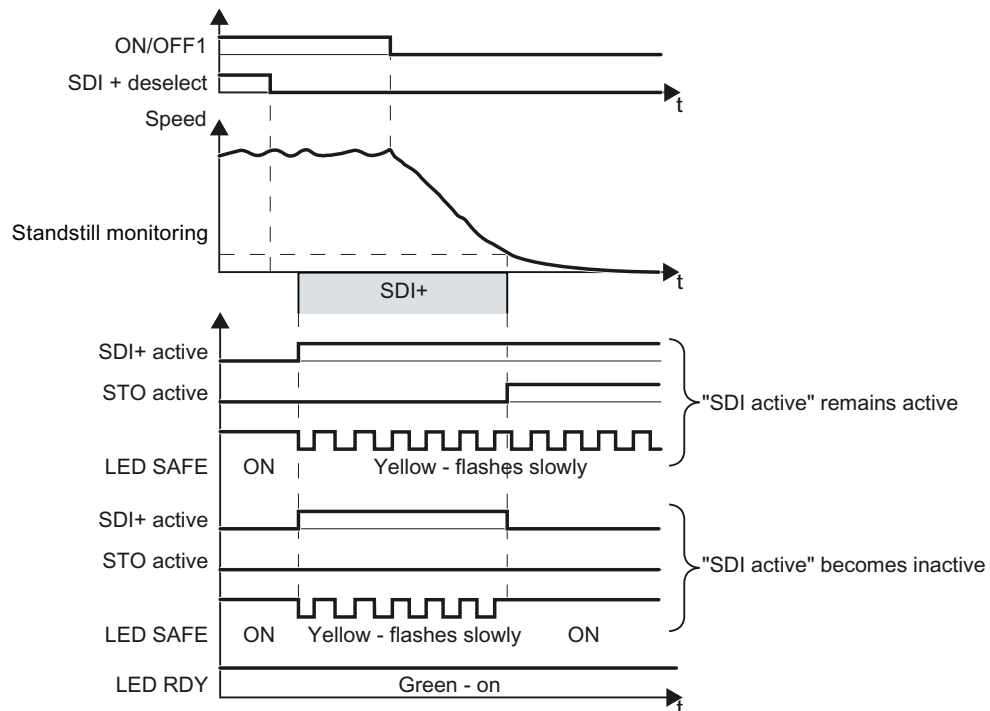 ON/OFF1
SDI + deselect
t
Speed
Standstill monitoring
t
SDI+
SDI+ active
STO active
"SDI active" remains active
LED SAFE ON Yellow - flashes slowly
SDI+ active
STO active
"SDI active" becomes inactive
LED SAFE ON Yellow - flashes slowly ON
LED RDY Green - on
t